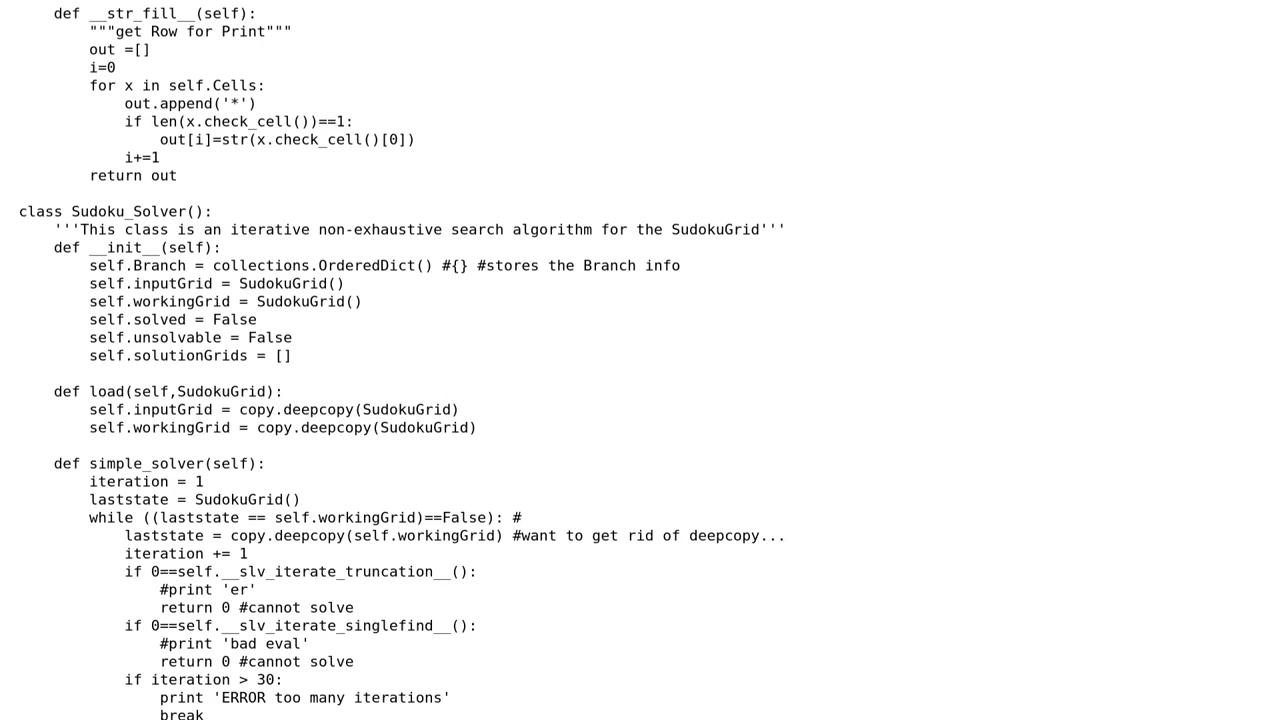 def __str_fill__(self):
"""get Row for Print"""
out =[]
i=0
for x in self.Cells:
out.append('*')
if len(x.check_cell())==1:
out[i]=str(x.check_cell()[0])
i+=1
return out
class Sudoku_Solver():
'''This class is an iterative non-exhaustive search algorithm for the SudokuGrid'''
def __init__(self):
self.Branch = collections.OrderedDict() #{} #stores the Branch info
self.inputGrid = SudokuGrid()
self.workingGrid = SudokuGrid()
self.solved = False
self.unsolvable = False
self.solutionGrids = []
def load(self,SudokuGrid):
self.inputGrid = copy.deepcopy(SudokuGrid)
self.workingGrid = copy.deepcopy(SudokuGrid)
def simple_solver(self):
iteration = 1
laststate = SudokuGrid()
while ((laststate == self.workingGrid)==False): #
laststate = copy.deepcopy(self.workingGrid) #want to get rid of deepcopy...
iteration += 1
if 0==self.__slv_iterate_truncation__():
#print 'er'
return 0 #cannot solve
if 0==self.__slv_iterate_singlefind__():
#print 'bad eval'
return 0 #cannot solve
if iteration > 30:
print 'ERROR too many iterations'
break